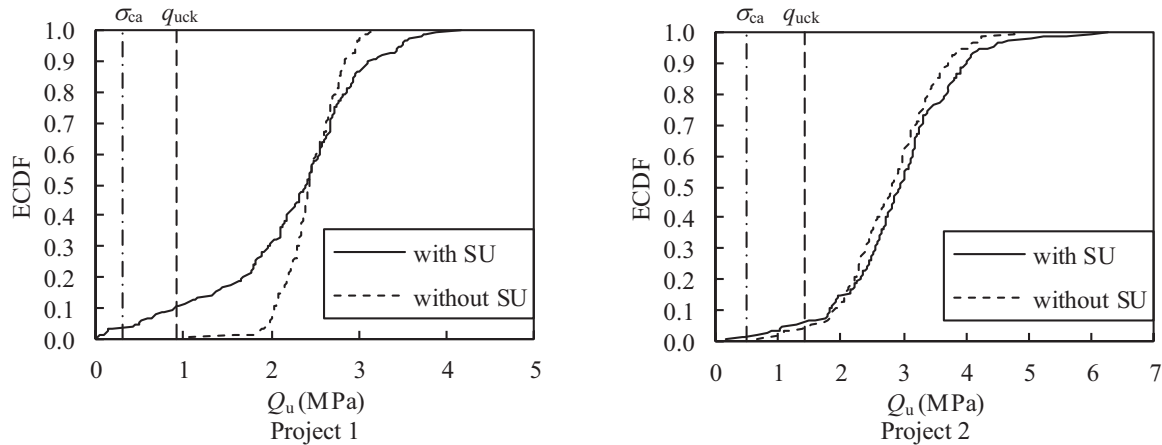 σca quck
ECDF
1.0
0.9
0.8
0.7
0.6
0.5
0.4
0.3
0.2
0.1
0.0
with SU
without SU
0 1 2 3 4 5
Qu (MPa)
Project 1
σca quck
ECDF
1.0
0.9
0.8
0.7
0.6
0.5
0.4
0.3
0.2
0.1
0.0
with SU
without SU
0 1 2 3 4 5 6 7
Qu (MPa)
Project 2